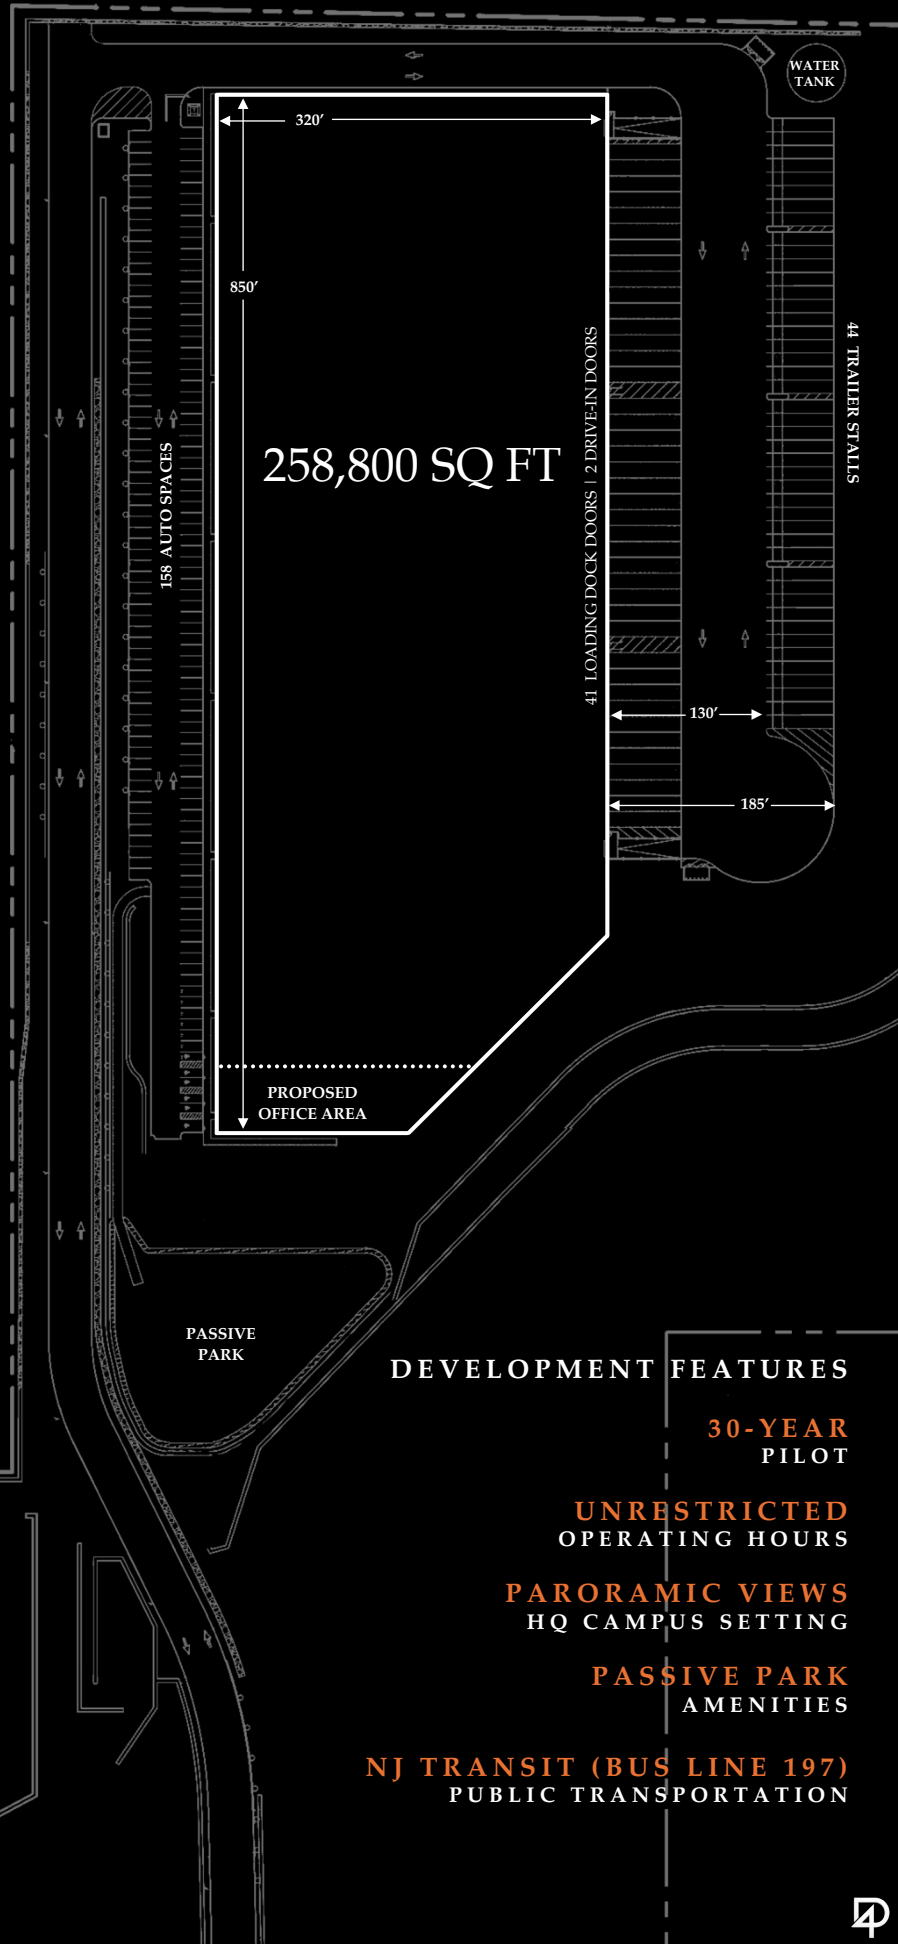 WATER
TANK
320′
850′
258,800 SQ FT
158 AUTO SPACES
41 LOADING DOCK DOORS | 2 DRIVE-IN DOORS
44 TRAILER STALLS
130′
185′
PROPOSED
OFFICE AREA
PASSIVE
PARK
DEVELOPMENT FEATURES
30-YEAR
PILOT
UNRESTRICTED
OPERATING HOURS
PARORAMIC VIEWS
HQ CAMPUS SETTING
PASSIVE PARK
AMENITIES
NJ TRANSIT (BUS LINE 197)
PUBLIC TRANSPORTATION